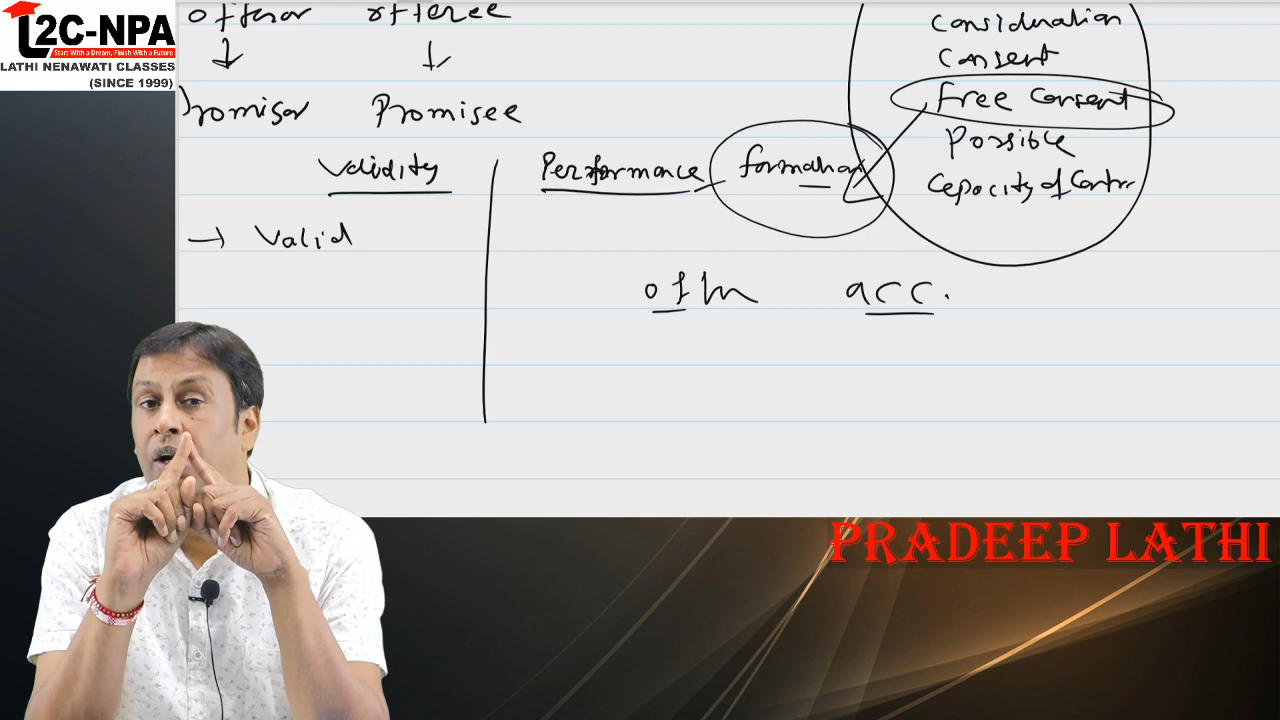 L2C-NPA
Start With a Dream, Finish With a Future
LATHI NENAWATI CLASSES
(SINCE 1999)
offeror offeree
Promisor Promisee
Consideration
Consent
Free Consent
Possible
Capacity of Contr
Validity Performance formation
→ Valid
acc.
PRADEEP LATHI